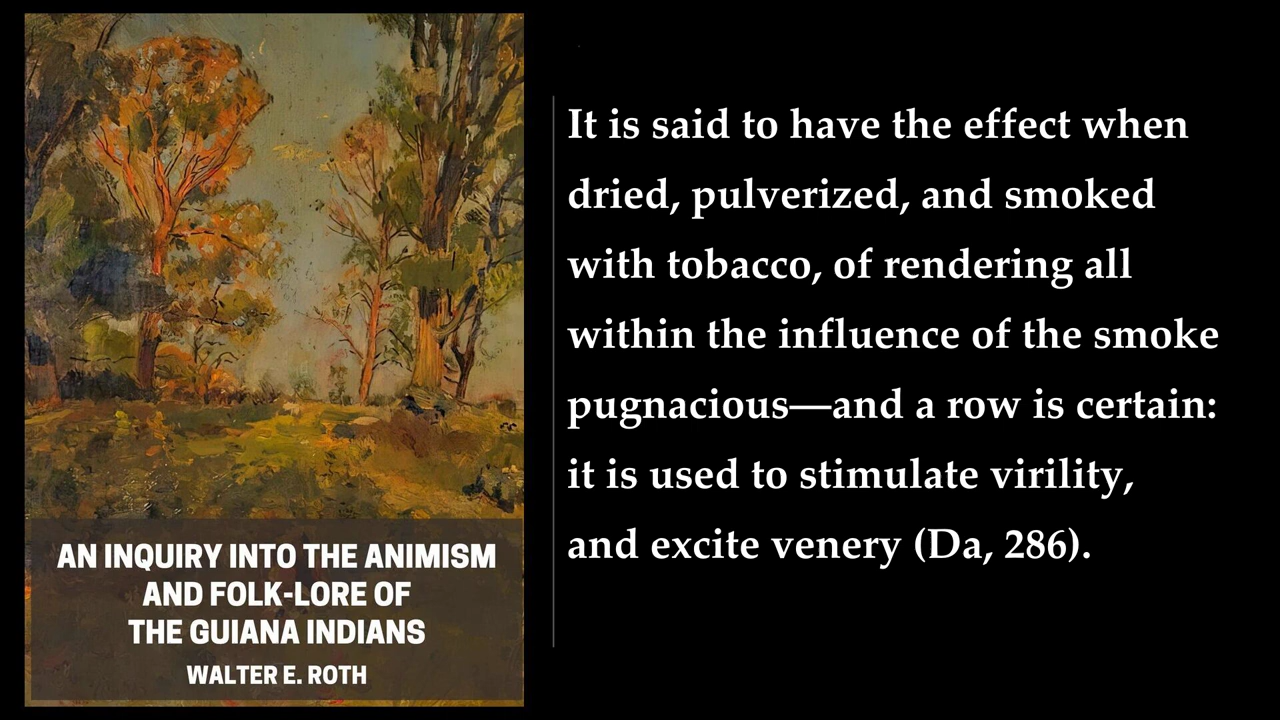 It is said to have the effect when
dried, pulverized, and smoked
with tobacco, of rendering all
within the influence of the smoke
pugnacious—and a row is certain:
it is used to stimulate virility,
and excite venery (Da, 286).
AN INQUIRY INTO THE ANIMISM
AND FOLK-LORE OF
THE GUIANA INDIANS
WALTER E. ROTH